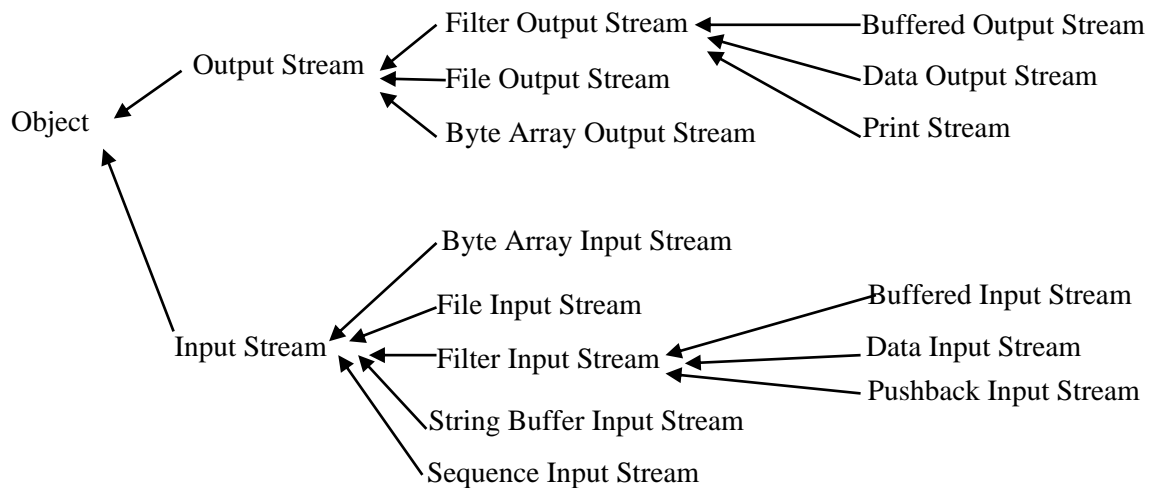 Filter Output Stream
Buffered Output Stream
Output Stream
File Output Stream
Data Output Stream
Object
Byte Array Output Stream
Print Stream
Byte Array Input Stream
File Input Stream
Buffered Input Stream
Input Stream
Filter Input Stream
Data Input Stream
Pushback Input Stream
String Buffer Input Stream
Sequence Input Stream